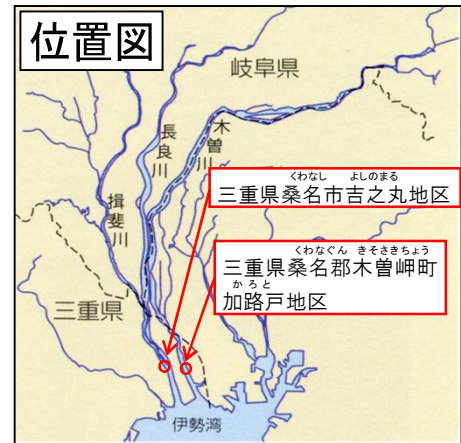 位置図
岐阜県
長良川
木曽川
揖斐川
くわなし よしのまる
三重県桑名市吉之丸地区
くわなぐん きそさきちょう
三重県桑名郡木曽岬町
かろと
加路戸地区
三重県
伊勢湾